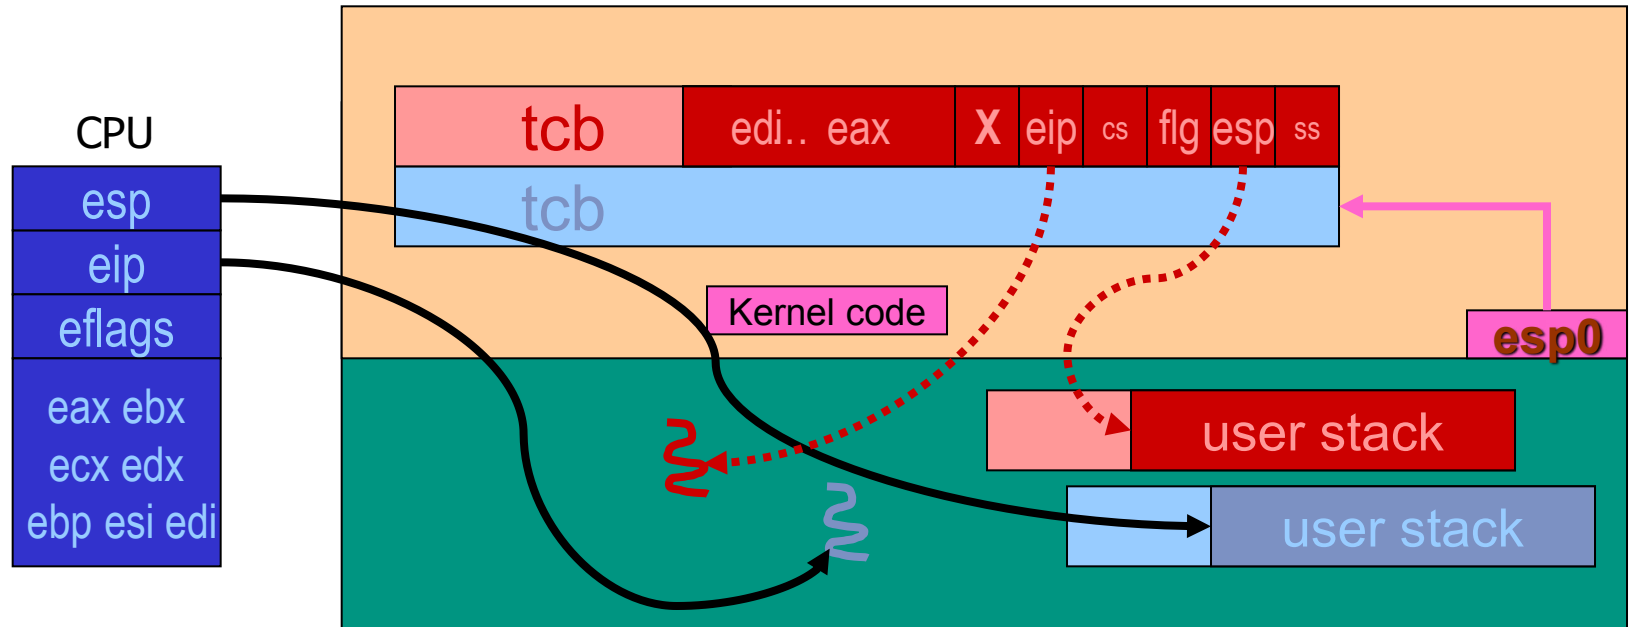 tcb edi.. eax X eip cs flg esp ss
CPU
esp
tcb
eip
Kernel code
eflags
esp0
eax ebx
ecx edx
ebp esi edi
user stack
user stack